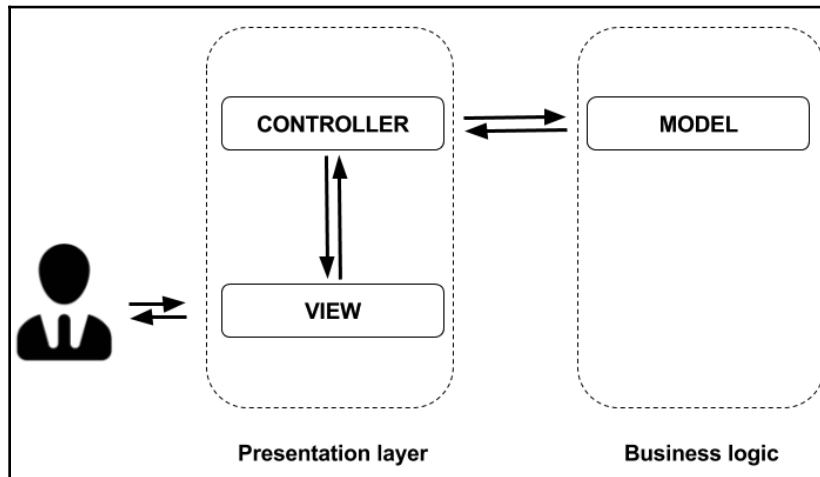 CONTROLLER
MODEL
VIEW
Presentation layer
Business logic